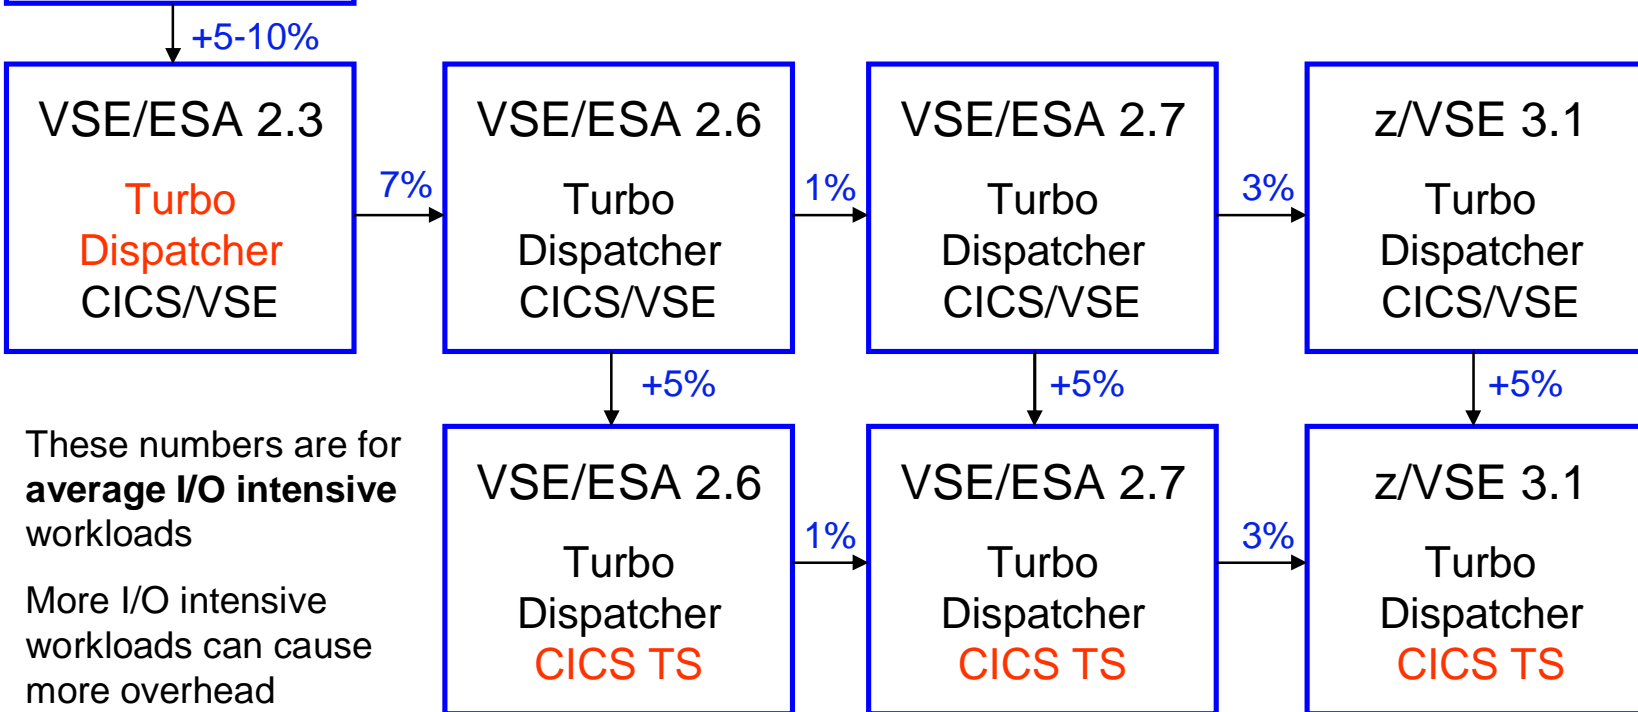 +5-10%
VSE/ESA 2.3
Turbo
Dispatcher
CICS/VSE
7%
VSE/ESA 2.6
Turbo
Dispatcher
CICS/VSE
1%
VSE/ESA 2.7
Turbo
Dispatcher
CICS/VSE
3%
z/VSE 3.1
Turbo
Dispatcher
CICS/VSE
+5%
+5%
+5%
These numbers are for
average I/O intensive
workloads
More I/O intensive
workloads can cause
more overhead
VSE/ESA 2.6
Turbo
Dispatcher
CICS TS
1%
VSE/ESA 2.7
Turbo
Dispatcher
CICS TS
3%
z/VSE 3.1
Turbo
Dispatcher
CICS TS